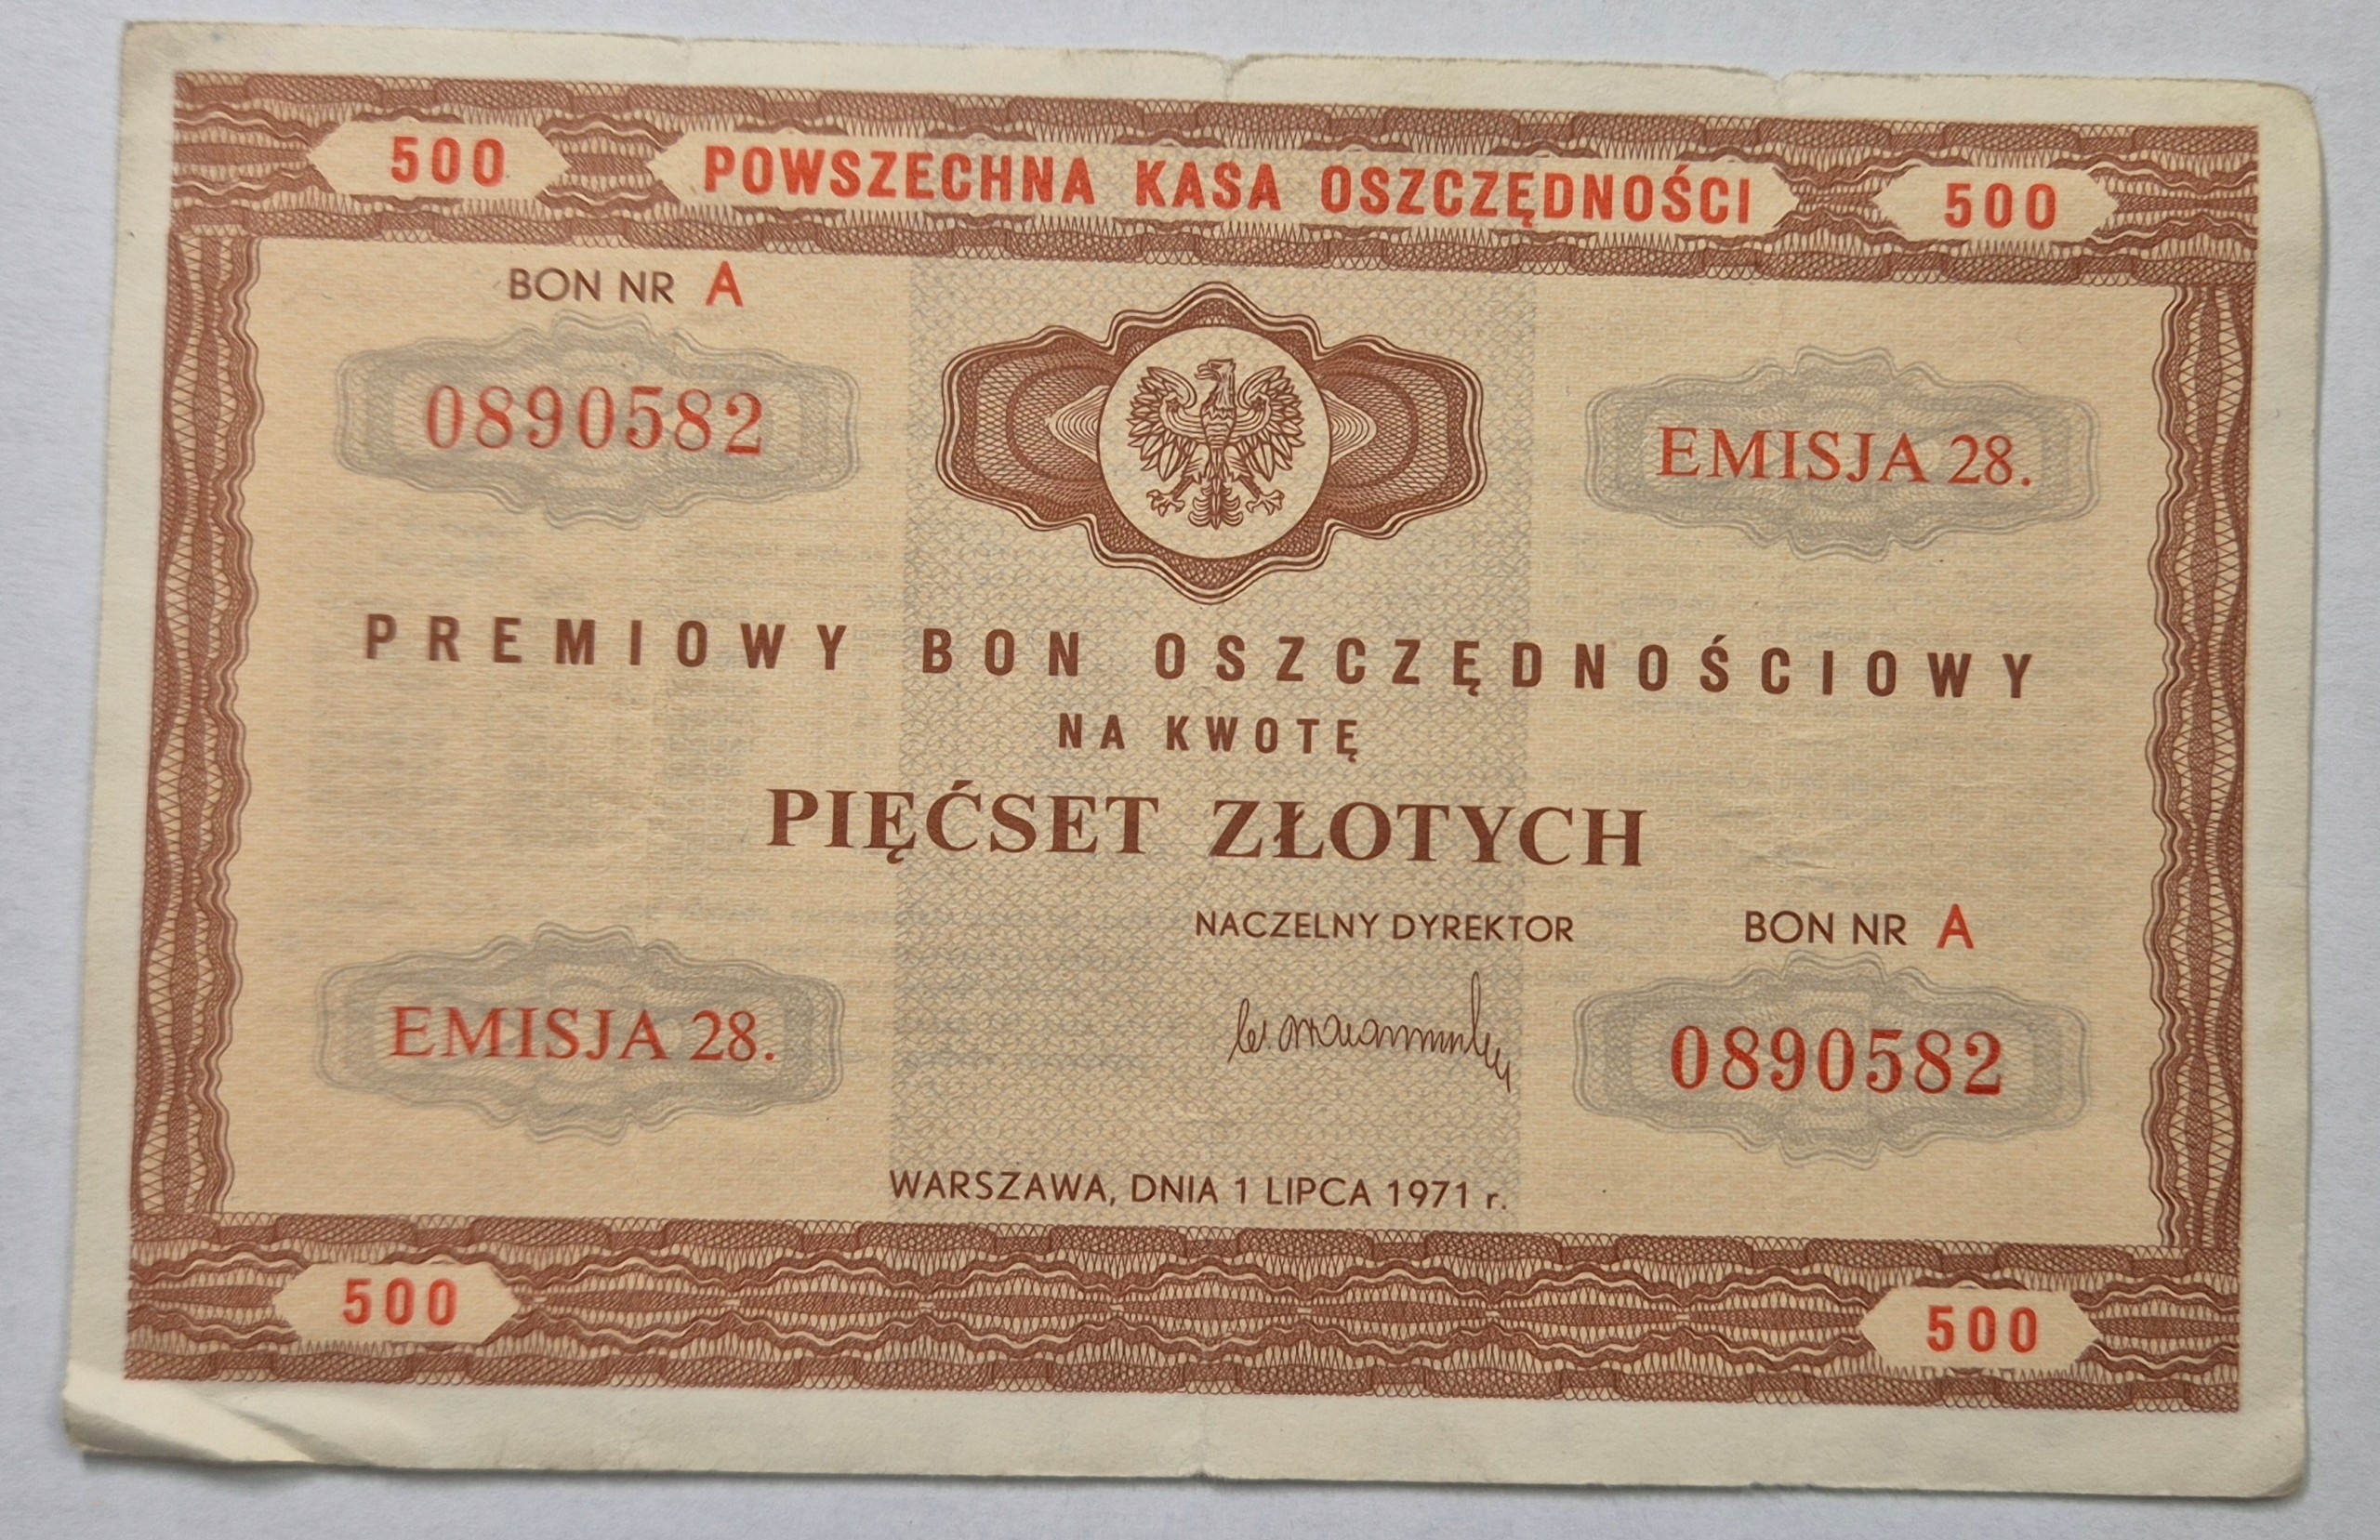 500 POWSZECHNA KASA OSZCZĘDNOŚCI 500
BON NR A
0890582
EMISJA 28.
PREMIOWY BON OSZCZĘDNOŚCIOWY
NA KWOTĘ
PIĘĆSET ZŁOTYCH
NACZELNY DYREKTOR
BON NR A
EMISJA 28.
0890582
WARSZAWA, DNIA 1 LIPCA 1971 r.
500 500